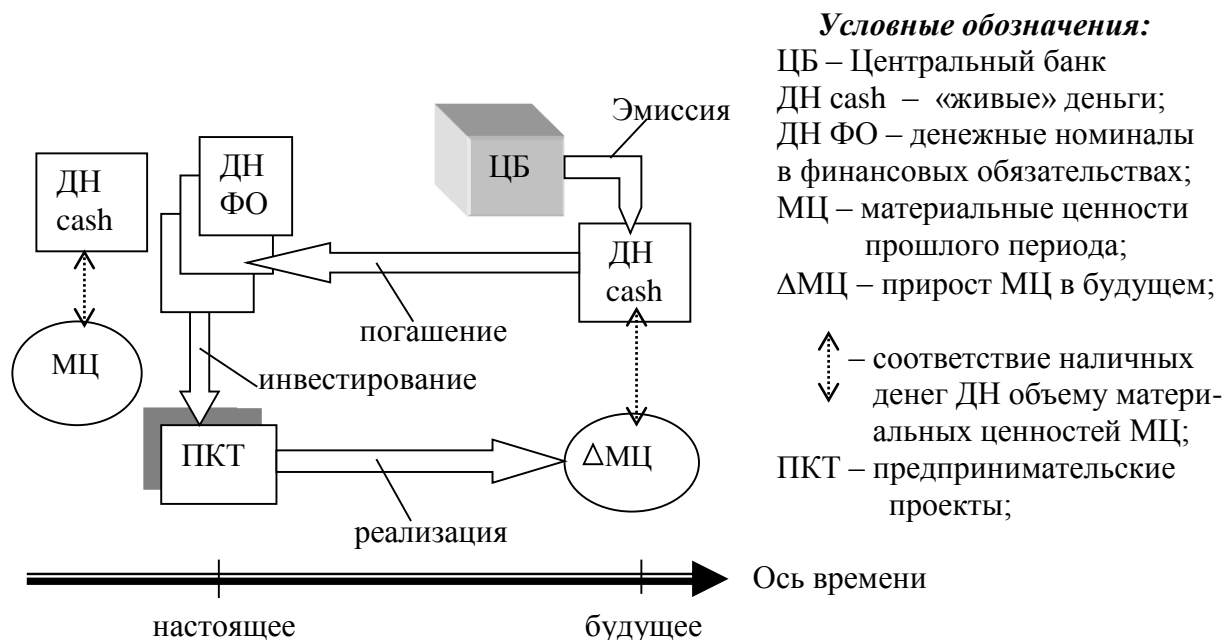 Условные обозначения:
ЦБ – Центральный банк
ДН cash – «живые» деньги;
ДН ФО – денежные номиналы
в финансовых обязательствах;
МЦ – материальные ценности
прошлого периода;
ΔМЦ – прирост МЦ в будущем;
– соответствие наличных
денег ДН объему матери-
альных ценностей МЦ;
ПКТ – предпринимательские
проекты;
Эмиссия
ЦБ
ДН
ФО
ДН
cash
ДН
cash
погашение
МЦ
инвестирование
ПКТ
ΔМЦ
реализация
Ось времени
настоящее
будущее